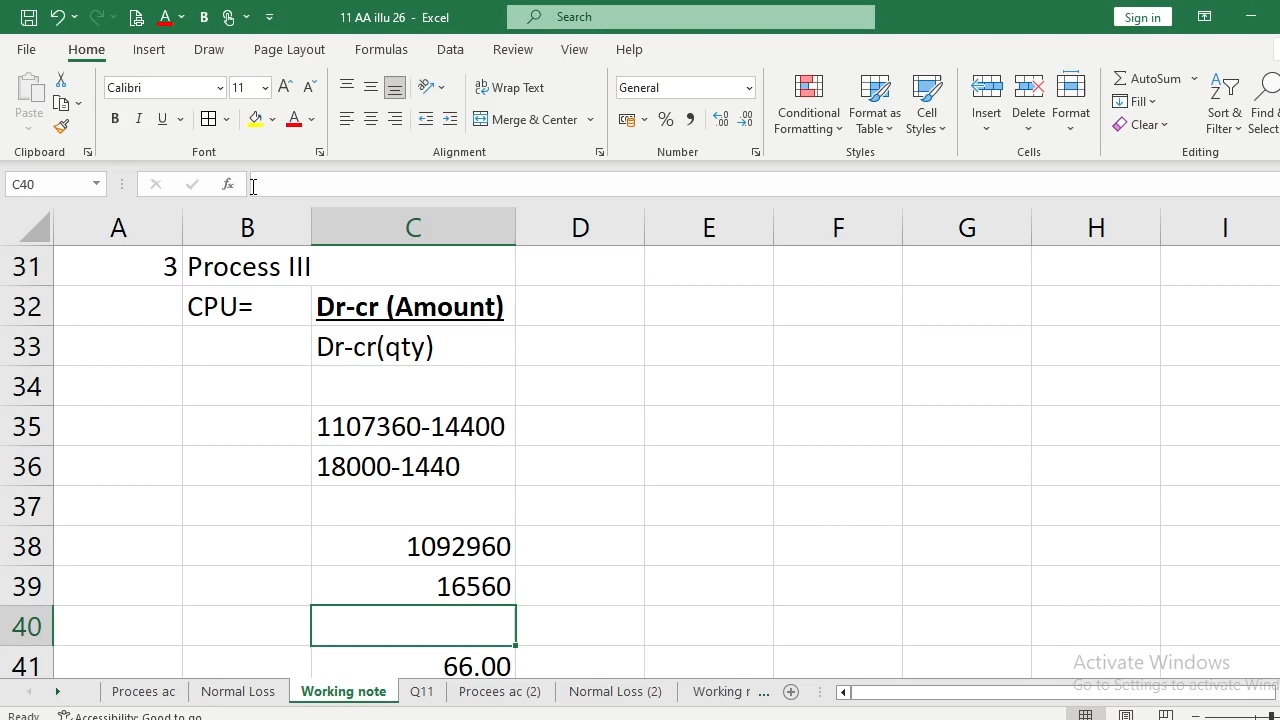 B
11 AA illu 26 - Excel
Search
Sign in
File Home Insert Draw Page Layout Formulas Data Review View Help
Paste
Calibri 11 A A
B I U A
ab Wrap Text
Merge & Center
General
% 9
Conditional Formatting
Format as Table
Cell Styles
Insert Delete Format
AutoSum
Fill
Clear
Sort & Filter
Find & Select
Clipboard Font Alignment Number Styles Cells Editing
C40 fx
A B C D E F G H I
31 3 Process III
32 CPU= Dr-cr (Amount)
33 Dr-cr(qty)
34
35 1107360-14400
36 18000-1440
37
38 1092960
39 16560
40
41 66.00
Activate Windows
Go to Settings to activate Wind
Procees ac Normal Loss Working note Q11 Procees ac (2) Normal Loss (2) Working r ...
Ready Accessibility: Good to go